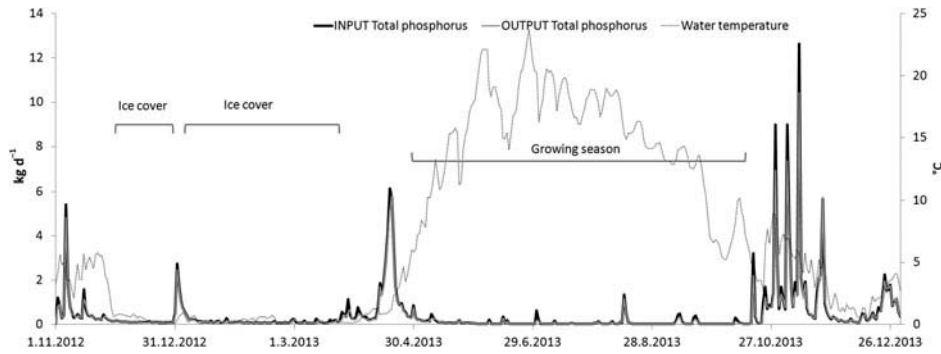 14
12
10
8
6
4
2
0
kg d⁻¹
INPUT Total phosphorus OUTPUT Total phosphorus Water temperature
Ice cover Ice cover
Growing season
25
20
15
10
5
0
°C
1.11.2012 31.12.2012 1.3.2013 30.4.2013 29.6.2013 28.8.2013 27.10.2013 26.12.2013